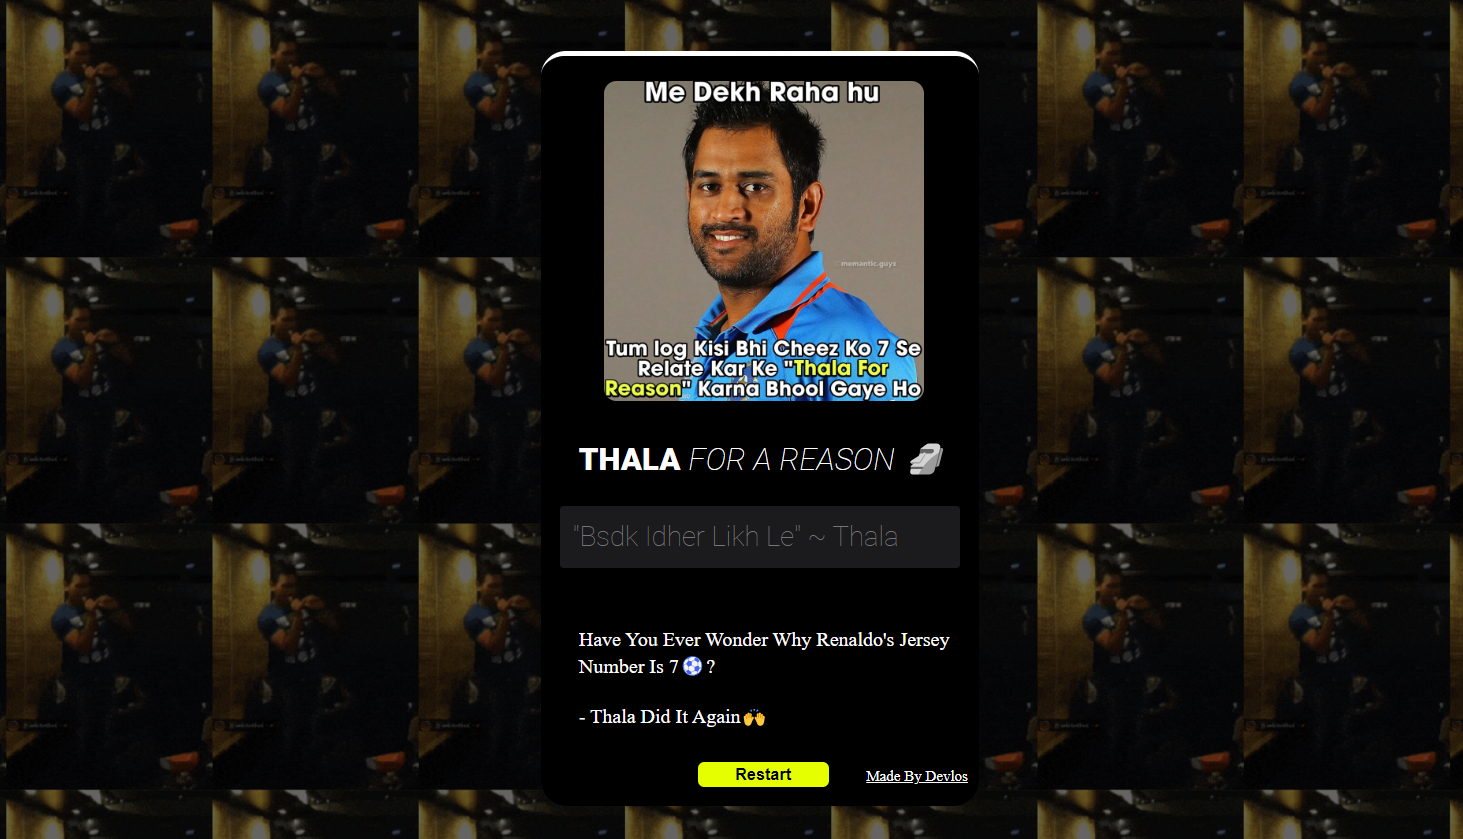 Me Dekh Raha hu
memantic.guyz
Tum log Kisi Bhi Cheez Ko 7 Se
Relate Kar Ke "Thala For
Reason" Karna Bhool Gaye Ho
THALA FOR A REASON 🗿
"Bsdk Idher Likh Le" ~ Thala
Have You Ever Wonder Why Renaldo's Jersey
Number Is 7⚽?
- Thala Did It Again🙌
Restart
Made By Devlos